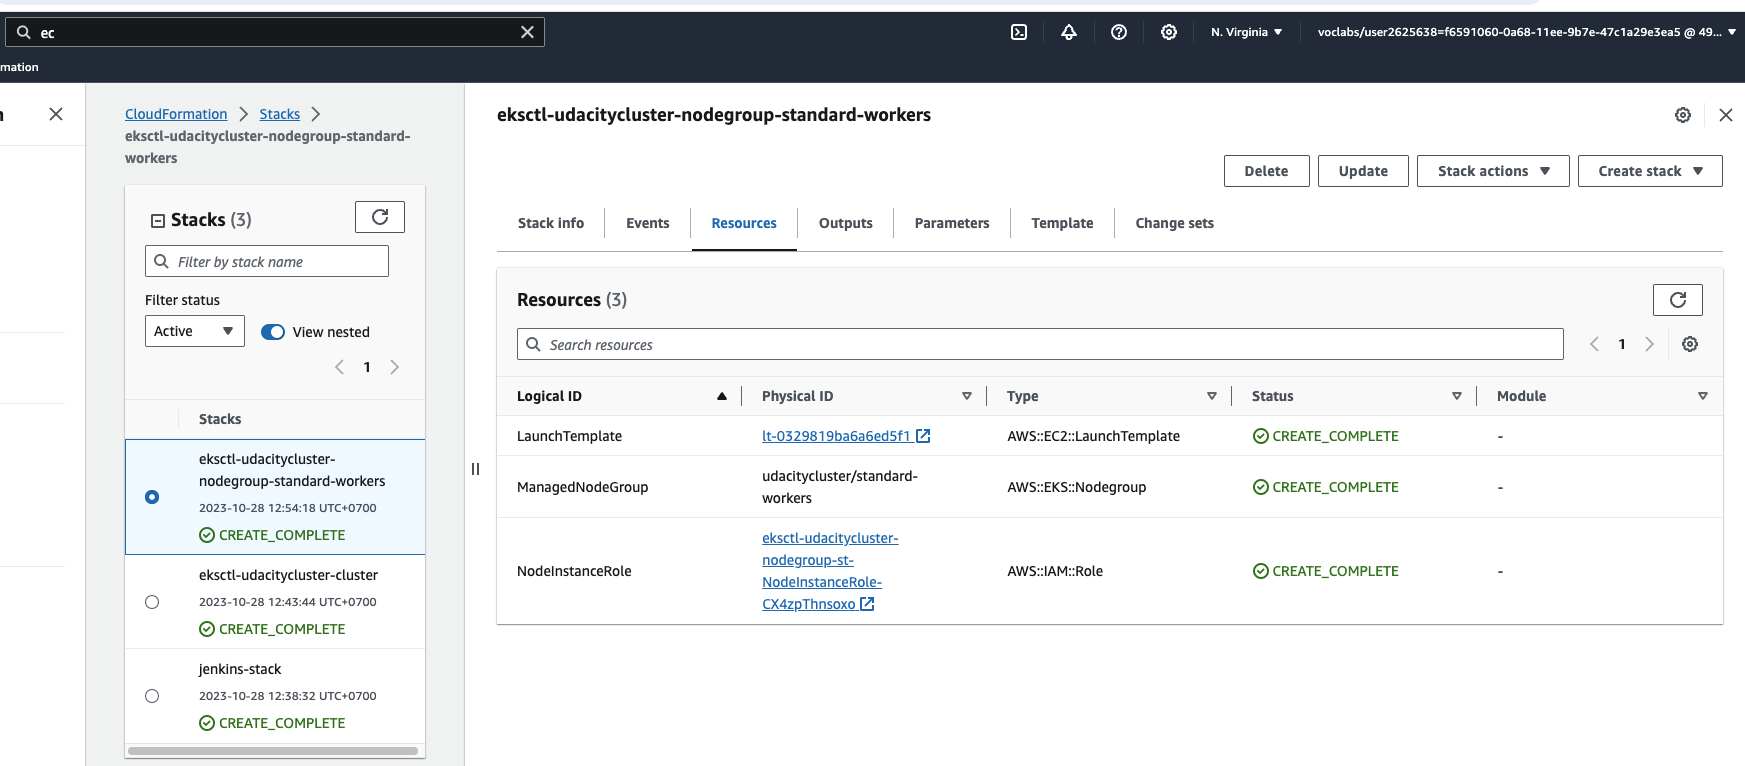 ec
N. Virginia
voclabs/user2625638=f6591060-0a68-11ee-9b7e-47c1a29e3ea5 @ 49...
mation
CloudFormation
Stacks
eksctl-udacitycluster-nodegroup-standard-
workers
Stacks (3)
Filter by stack name
Filter status
Active
View nested
1
Stacks
eksctl-udacitycluster-
nodegroup-standard-workers
2023-10-28 12:54:18 UTC+0700
CREATE_COMPLETE
eksctl-udacitycluster-cluster
2023-10-28 12:43:44 UTC+0700
CREATE_COMPLETE
jenkins-stack
2023-10-28 12:38:32 UTC+0700
CREATE_COMPLETE
eksctl-udacitycluster-nodegroup-standard-workers
Delete
Update
Stack actions
Create stack
Stack info
Events
Resources
Outputs
Parameters
Template
Change sets
Resources (3)
Search resources
1
Logical ID
Physical ID
Type
Status
Module
LaunchTemplate
lt-0329819ba6a6ed5f1
AWS::EC2::LaunchTemplate
CREATE_COMPLETE
-
ManagedNodeGroup
udacitycluster/standard-
workers
AWS::EKS::Nodegroup
CREATE_COMPLETE
-
NodeInstanceRole
eksctl-udacitycluster-
nodegroup-st-
NodeInstanceRole-
CX4zpThnsoxo
AWS::IAM::Role
CREATE_COMPLETE
-